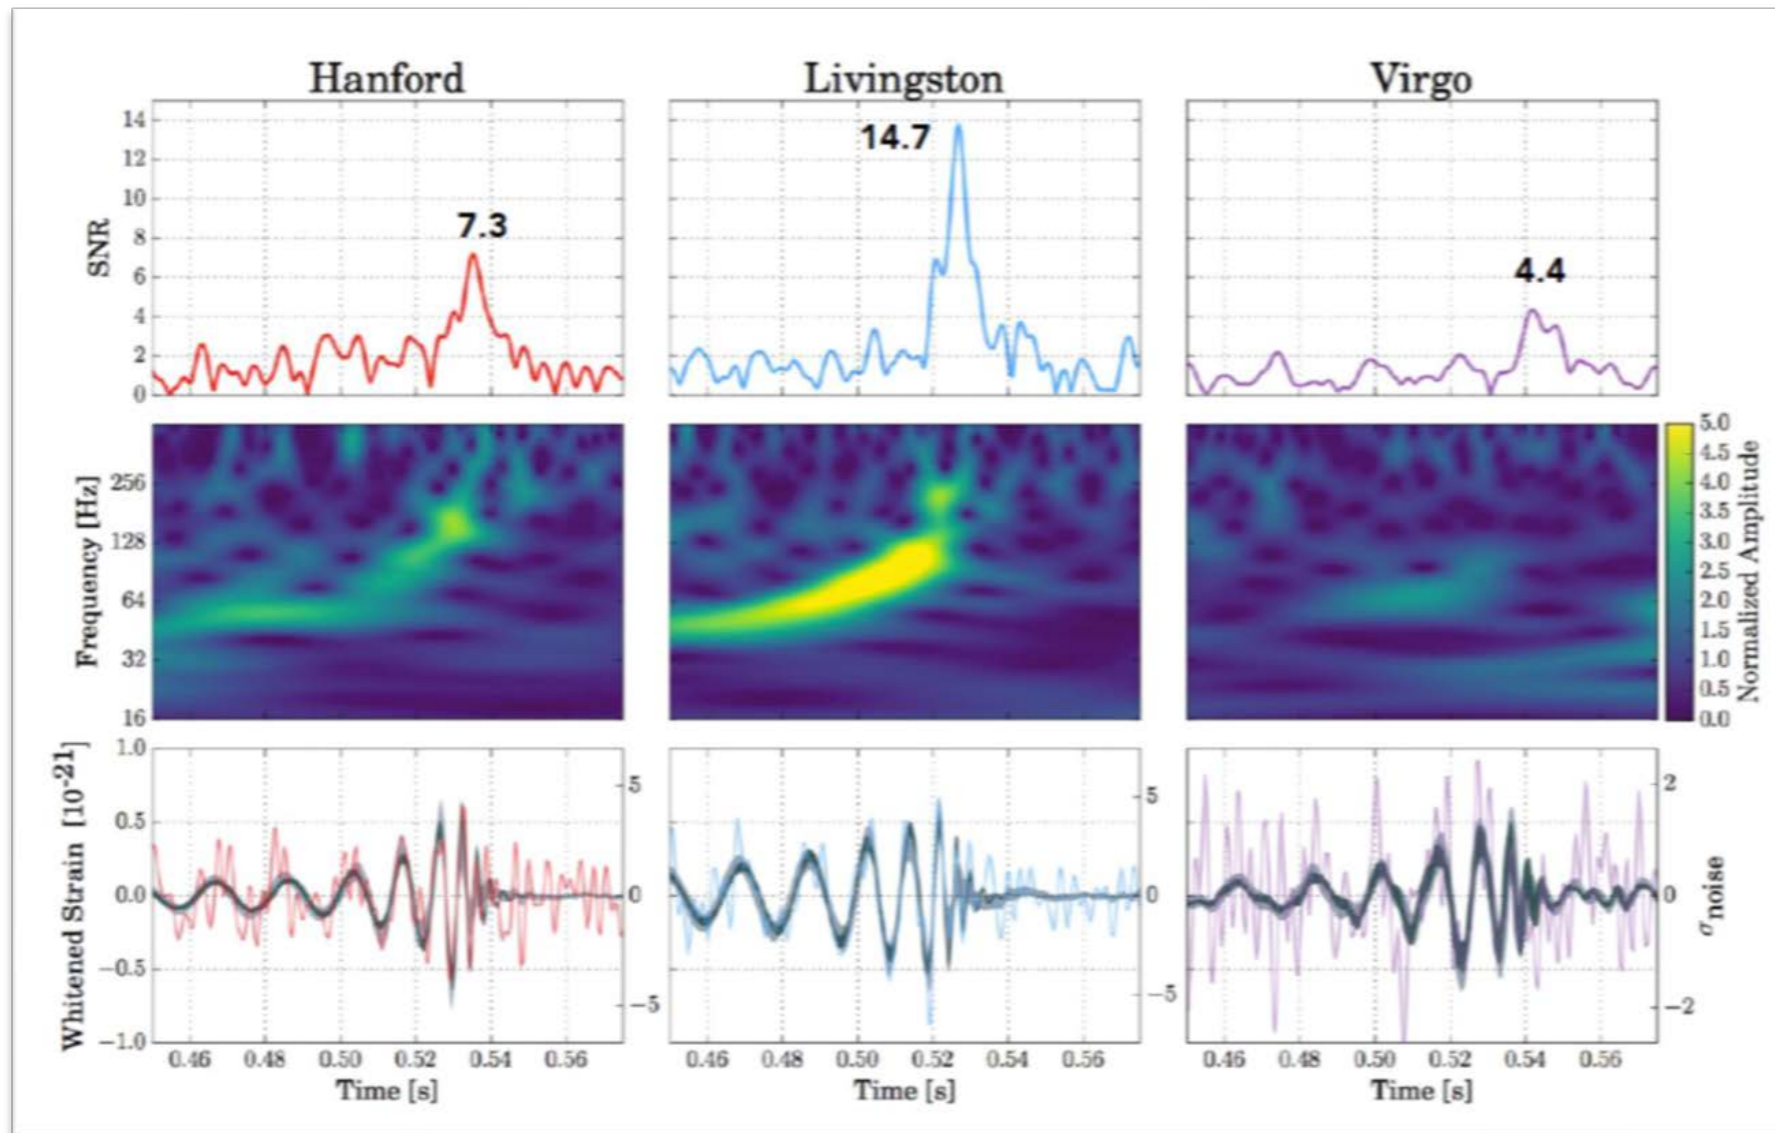 Hanford
Livingston
Virgo
SNR
14
12
10
8
6
4
2
0
7.3
14.7
4.4
Frequency [Hz]
256
128
64
32
16
5.0
4.5
4.0
3.5
3.0
2.5
2.0
1.5
1.0
0.5
0.0
Normalized Amplitude
Whitened Strain [10-21]
1.0
0.5
0.0
−0.5
−1.0
5
0
−5
5
0
−5
2
0
−2
σnoise
0.46 0.48 0.50 0.52 0.54 0.56
0.46 0.48 0.50 0.52 0.54 0.56
0.46 0.48 0.50 0.52 0.54 0.56
Time [s]
Time [s]
Time [s]